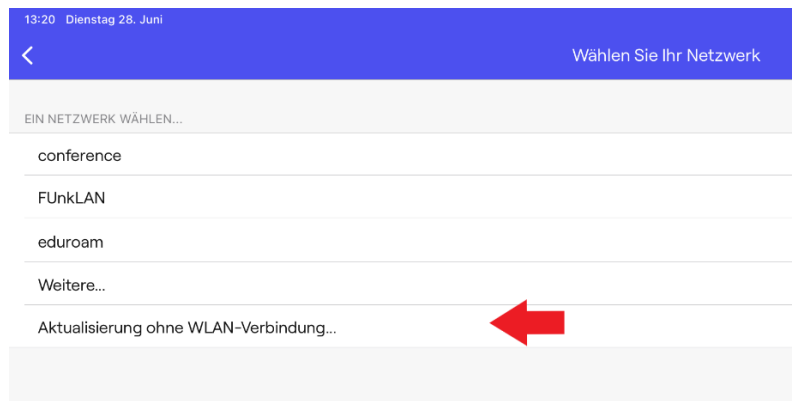 13:20 Dienstag 28. Juni
Wählen Sie Ihr Netzwerk
EIN NETZWERK WÄHLEN...
conference
FUnkLAN
eduroam
Weitere...
Aktualisierung ohne WLAN-Verbindung...